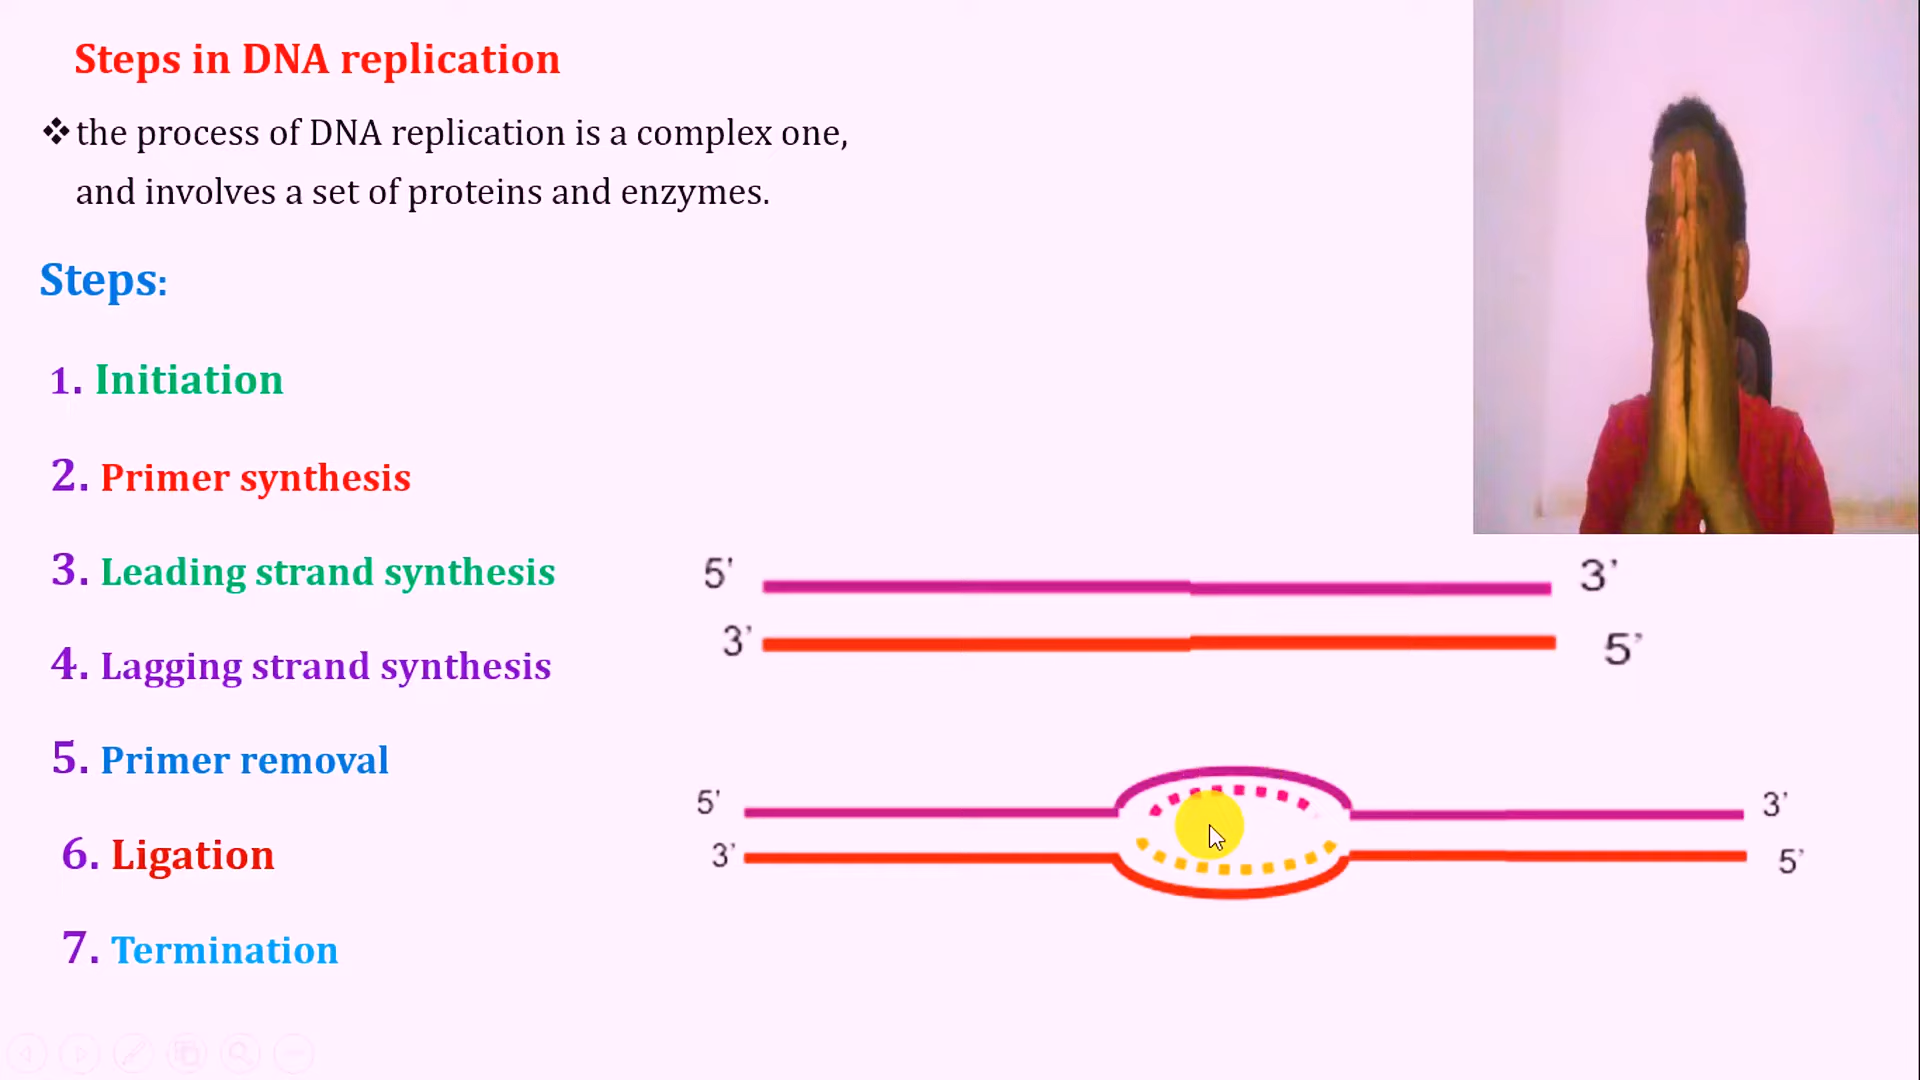 Steps in DNA replication
❖ the process of DNA replication is a complex one,
and involves a set of proteins and enzymes.
Steps:
1. Initiation
2. Primer synthesis
3. Leading strand synthesis
4. Lagging strand synthesis
5. Primer removal
6. Ligation
7. Termination
5' 3'
3' 5'
5' 3'
3' 5'